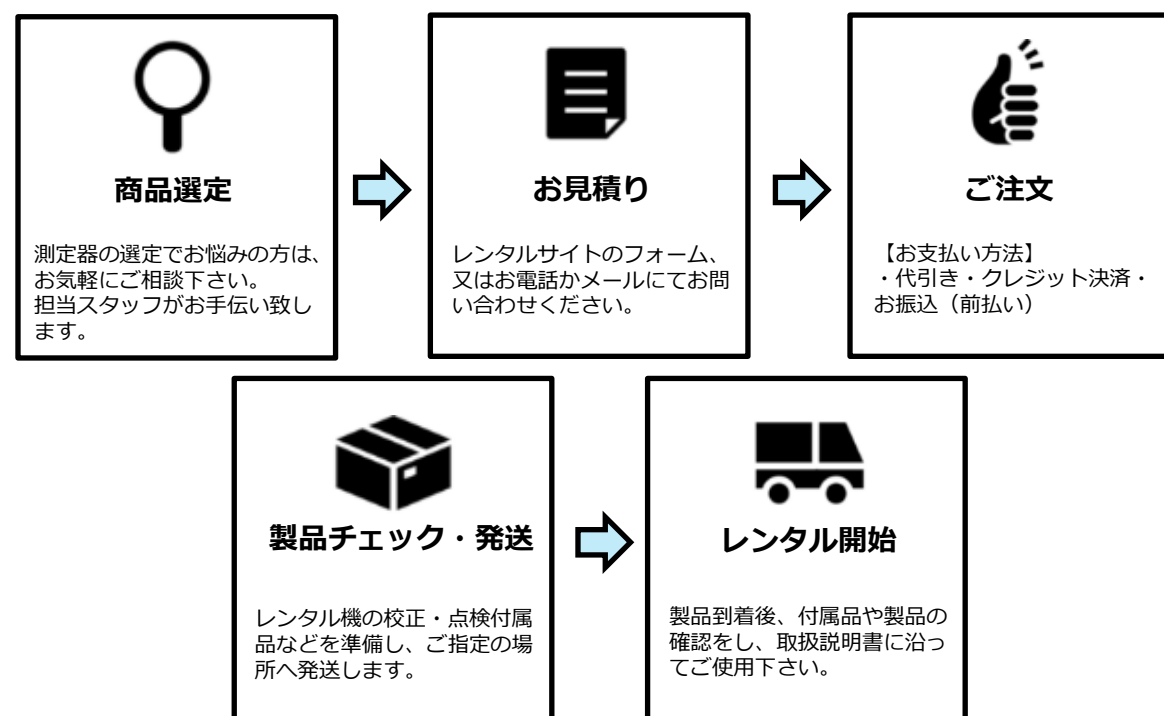 商品選定
測定器の選定でお悩みの方は、
お気軽にご相談下さい。
担当スタッフがお手伝い致し
ます。
お見積り
レンタルサイトのフォーム、
又はお電話かメールにてお問
い合わせください。
ご注文
【お支払い方法】
・代引き・クレジット決済・
お振込（前払い）
製品チェック・発送
レンタル機の校正・点検付属
品などを準備し、ご指定の場
所へ発送します。
レンタル開始
製品到着後、付属品や製品の
確認をし、取扱説明書に沿っ
てご使用下さい。